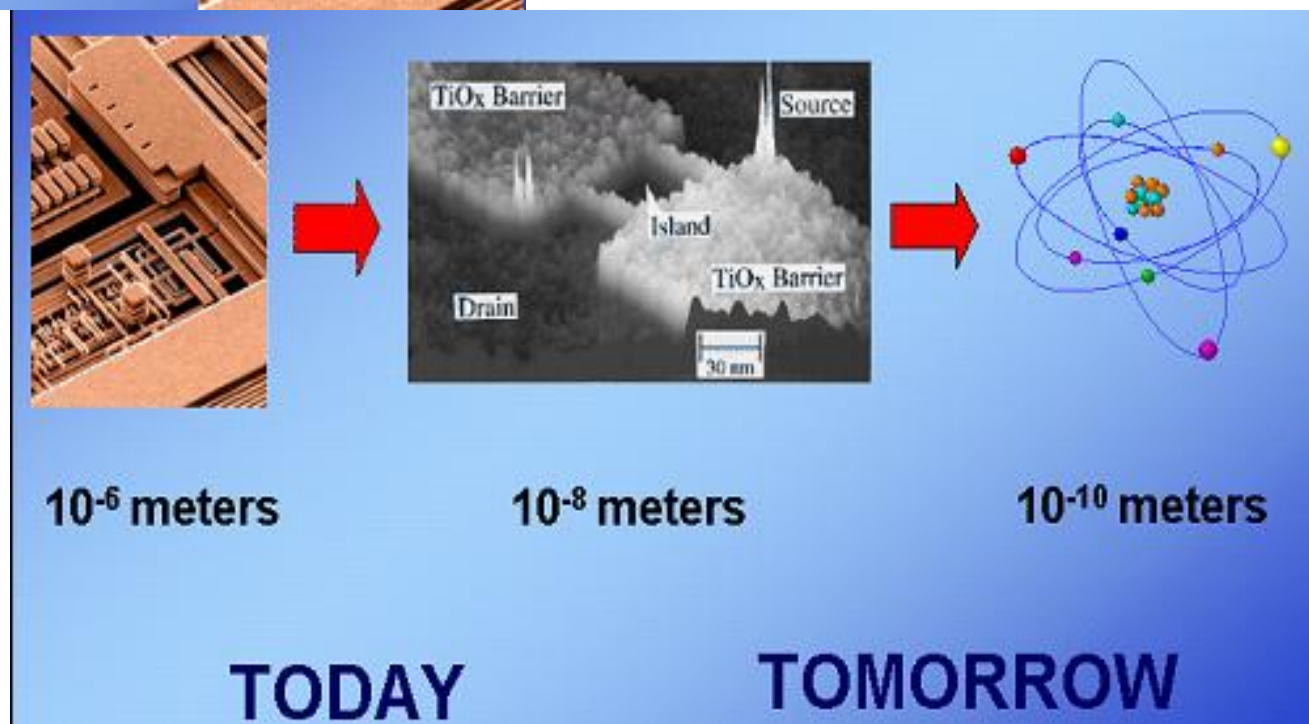 TiOx Barrier
Source
Island
TiOx Barrier
Drain
30 nm
10⁻⁶ meters 10⁻⁸ meters 10⁻¹⁰ meters
TODAY TOMORROW